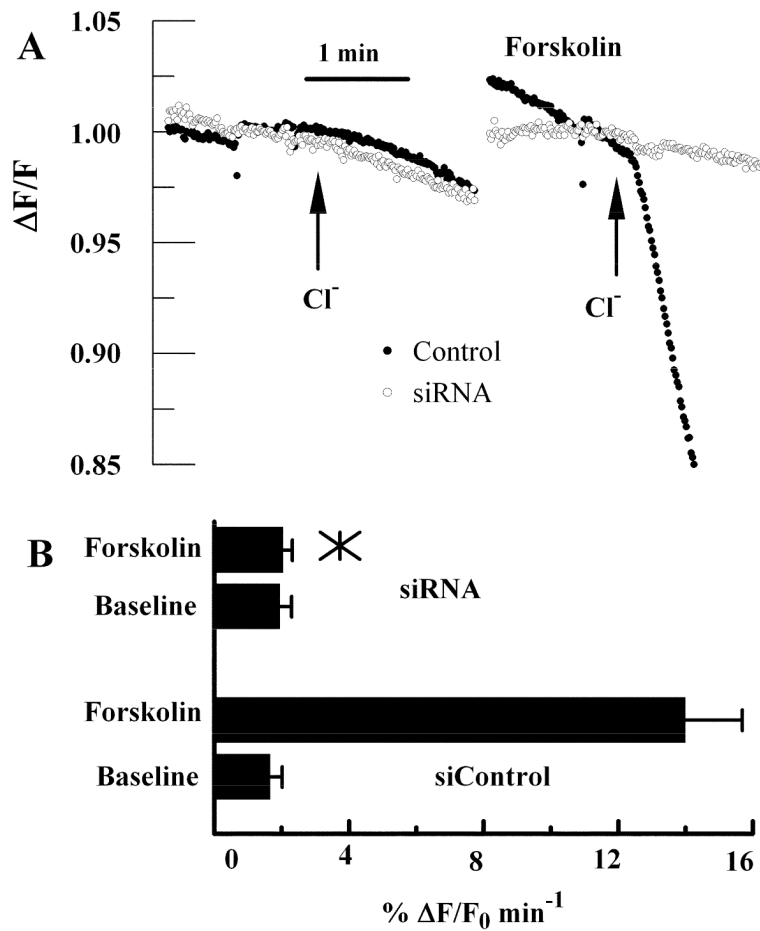 A
1.05
1.00
0.95
0.90
0.85
ΔF/F
1 min
Forskolin
Cl⁻
Cl⁻
Control
siRNA
B
Forskolin
Baseline
siRNA
Forskolin
Baseline
siControl
0 4 8 12 16
% ΔF/F₀ min⁻¹